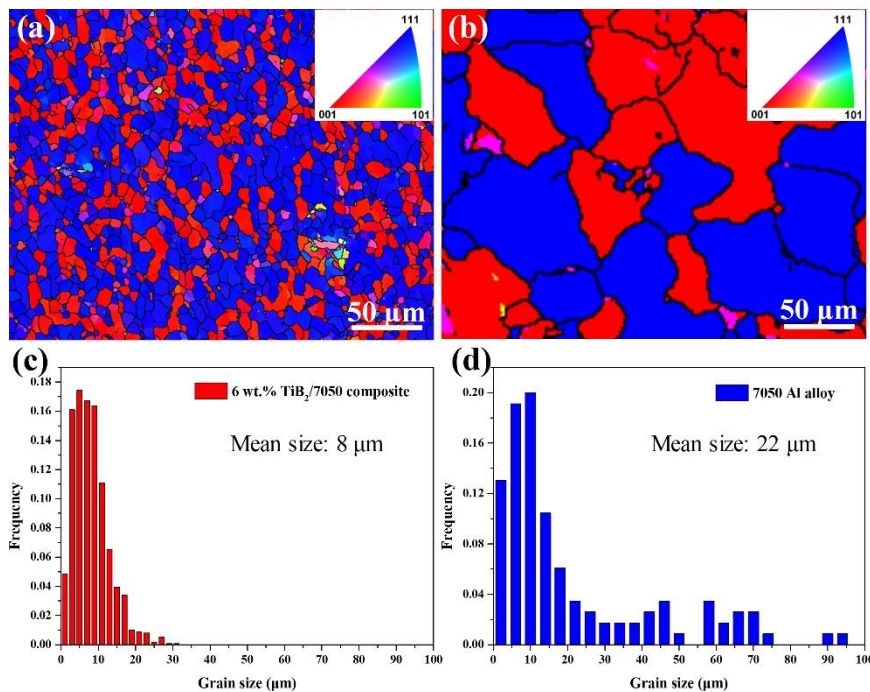 (a)
111
001
101
50 µm
(b)
111
001
101
50 µm
(c)
6 wt.% TiB₂/7050 composite
Mean size: 8 µm
Frequency
0.18
0.16
0.14
0.12
0.10
0.08
0.06
0.04
0.02
0.00
0 10 20 30 40 50 60 70 80 90 100
Grain size (µm)
(d)
7050 Al alloy
Mean size: 22 µm
Frequency
0.20
0.16
0.12
0.08
0.04
0.00
0 10 20 30 40 50 60 70 80 90 100
Grain size (µm)